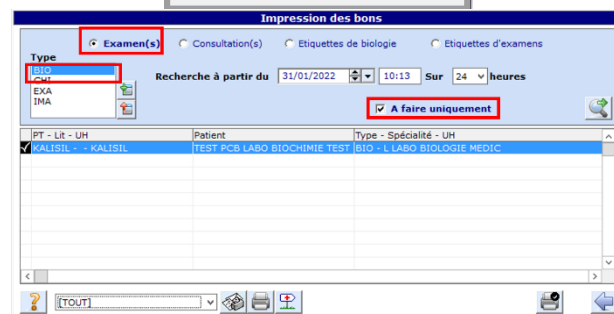 Impression des bons
Examen(s) Consultation(s) Etiquettes de biologie Etiquettes d'examens
Type
BIO
CHI
EXA
IMA
Recherche à partir du 31/01/2022 10:13 Sur 24 heures
A faire uniquement
PT - Lit - UH Patient Type - Spécialité - UH
KALISIL - - KALISIL TEST PCB LABO BIOCHIMIE TEST BIO - L LABO BIOLOGIE MEDIC
[TOUT]